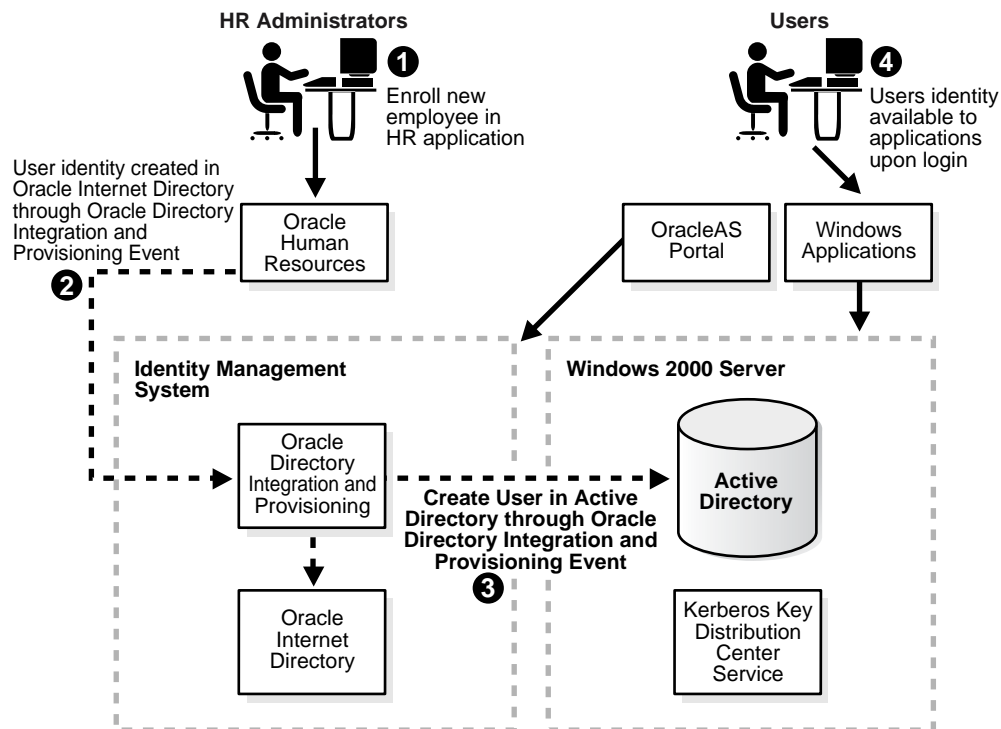 HR Administrators
1
Enroll new
employee in
HR application
Users
4
Users identity
available to
applications
upon login
User identity created in
Oracle Internet Directory
through Oracle Directory
Integration and
Provisioning Event
2
Oracle
Human
Resources
OracleAS
Portal
Windows
Applications
Identity Management
System
Windows 2000 Server
Oracle
Directory
Integration and
Provisioning
Create User in Active
Directory through Oracle
Directory Integration and
Provisioning Event
3
Active
Directory
Oracle
Internet
Directory
Kerberos Key
Distribution
Center
Service